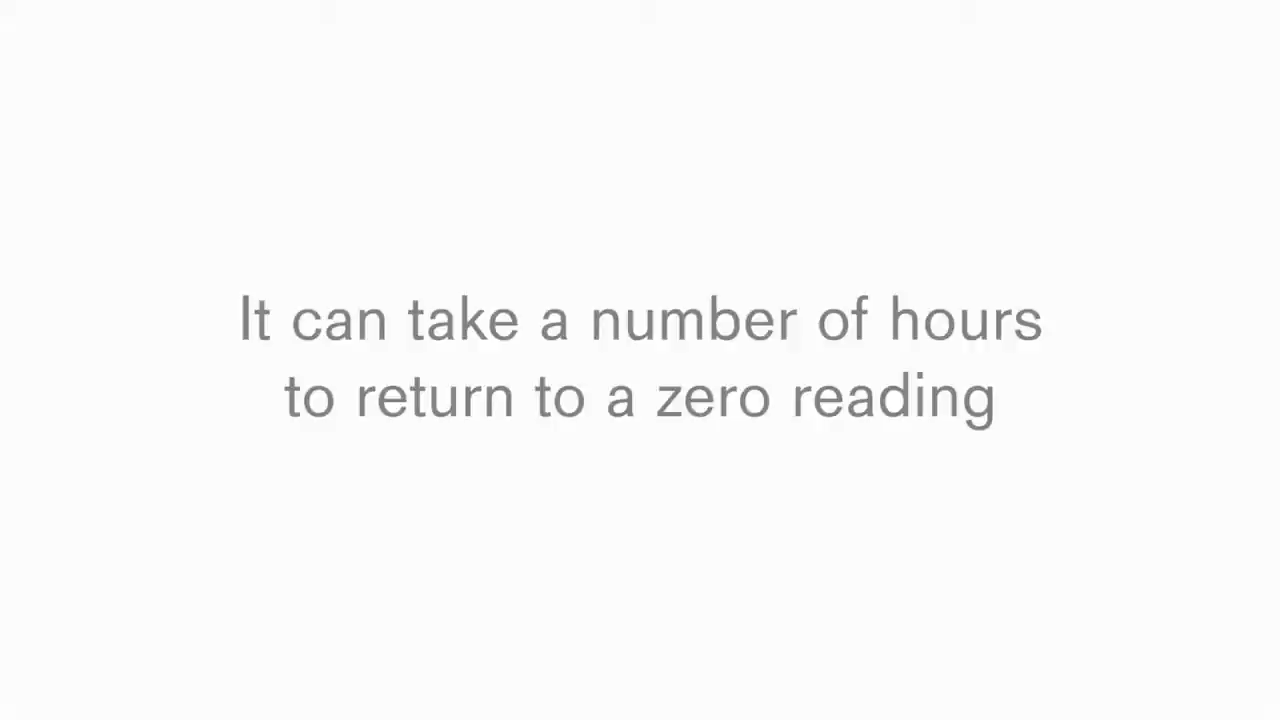 It can take a number of hours
to return to a zero reading